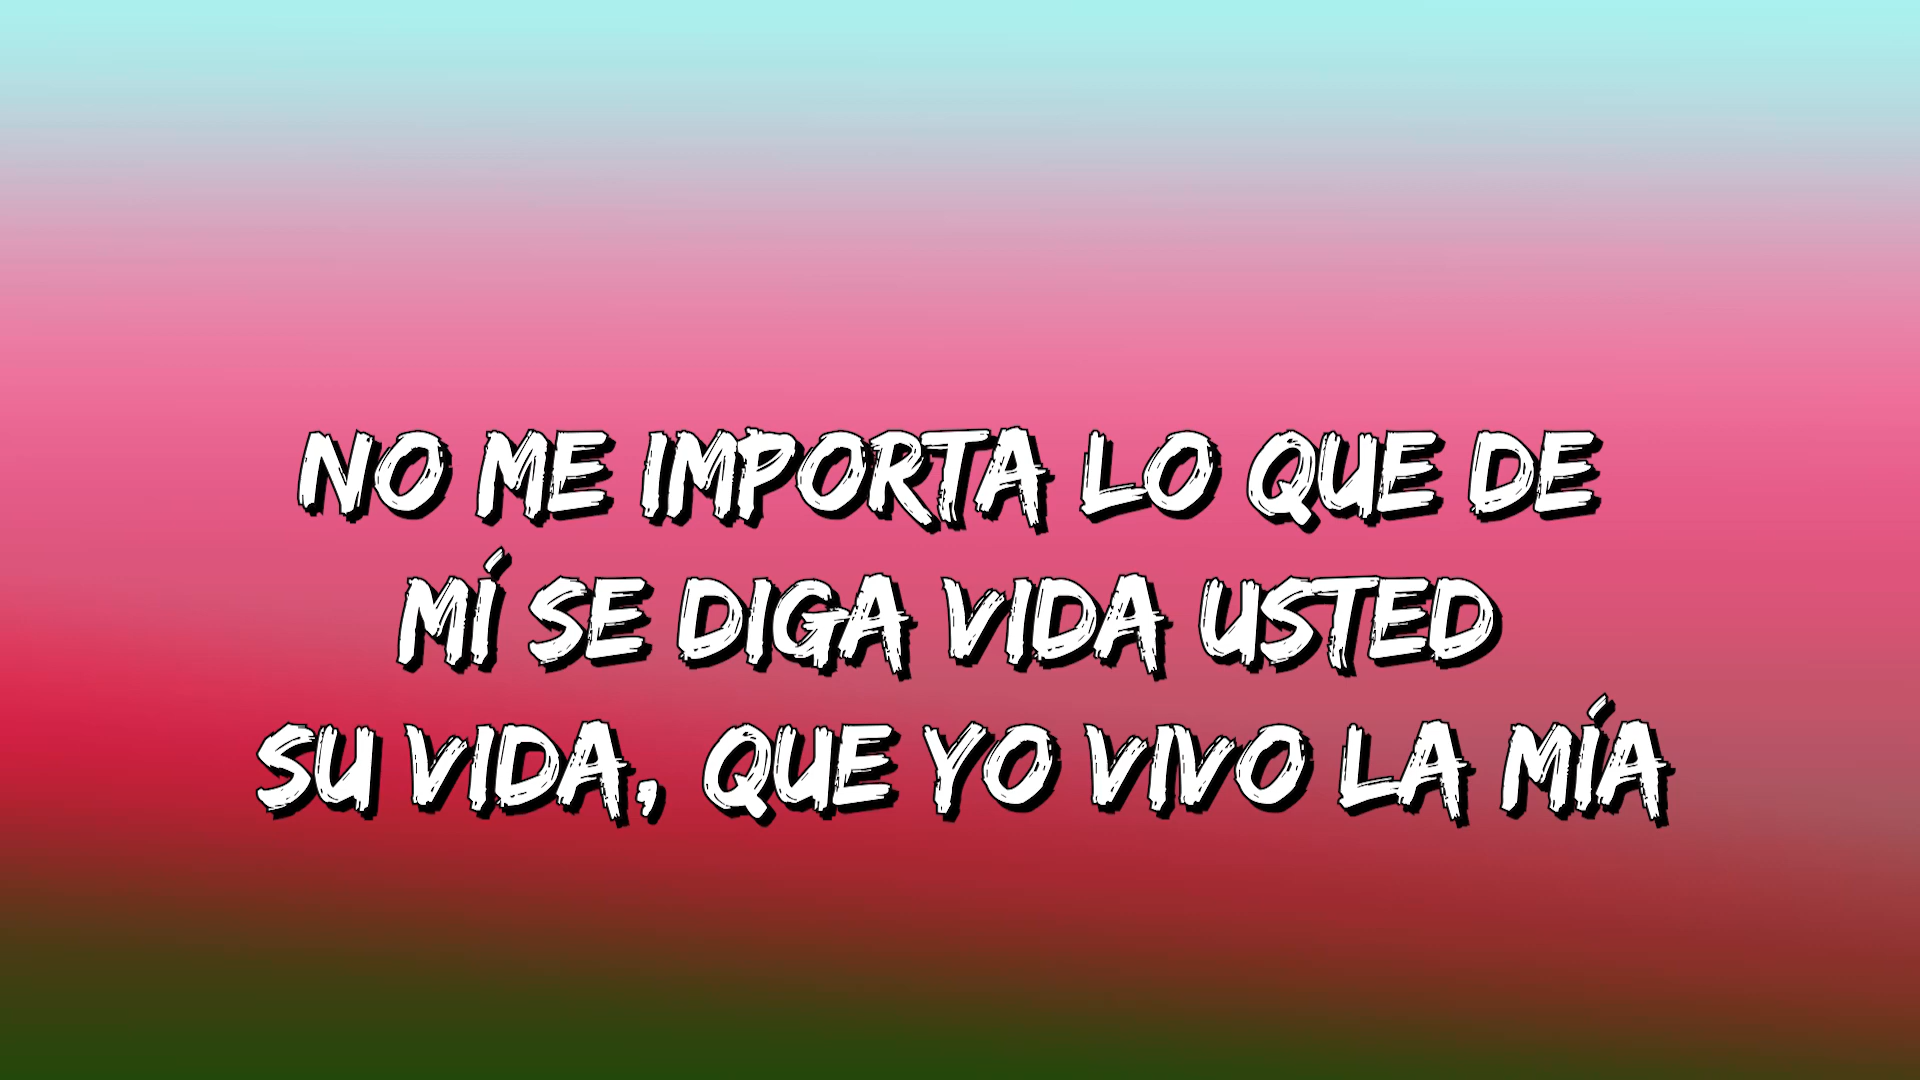 NO ME IMPORTA LO QUE DE
MÍ SE DIGA VIDA USTED
SU VIDA, QUE YO VIVO LA MÍA